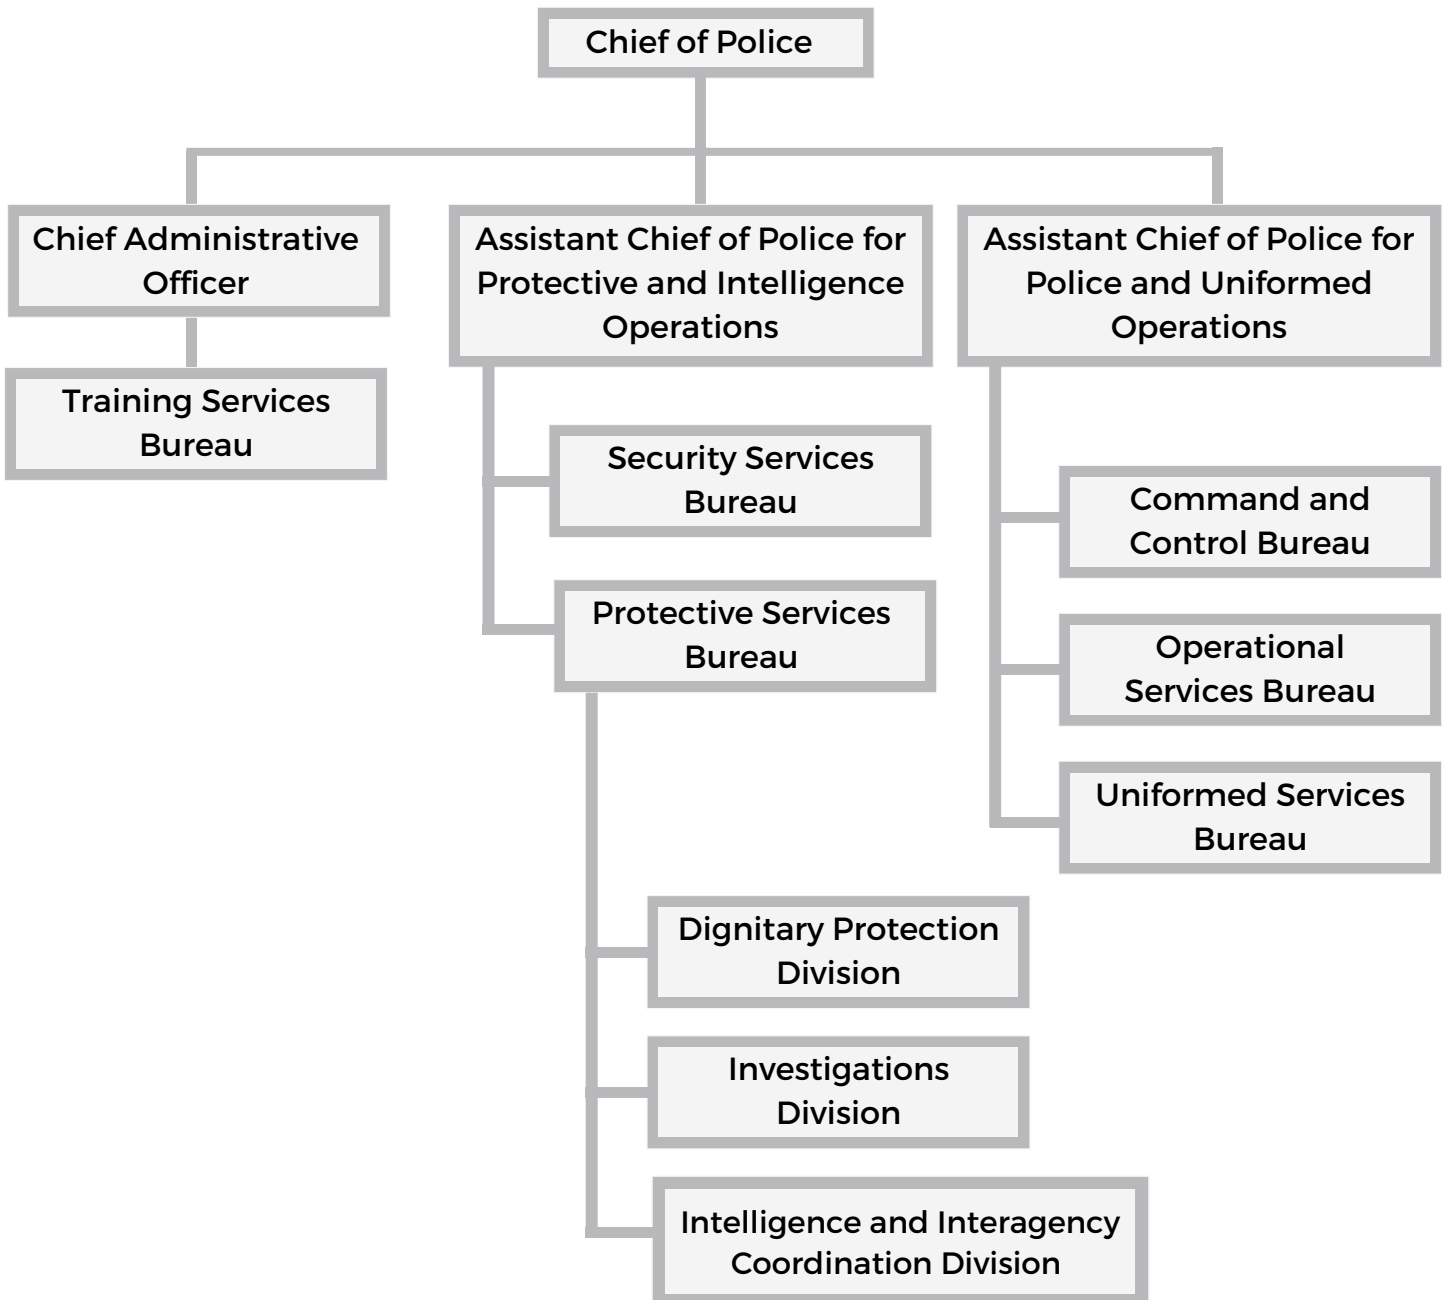 Chief of Police
Chief Administrative
Officer
Assistant Chief of Police for
Protective and Intelligence
Operations
Assistant Chief of Police for
Police and Uniformed
Operations
Training Services
Bureau
Security Services
Bureau
Protective Services
Bureau
Command and
Control Bureau
Operational
Services Bureau
Uniformed Services
Bureau
Dignitary Protection
Division
Investigations
Division
Intelligence and Interagency
Coordination Division